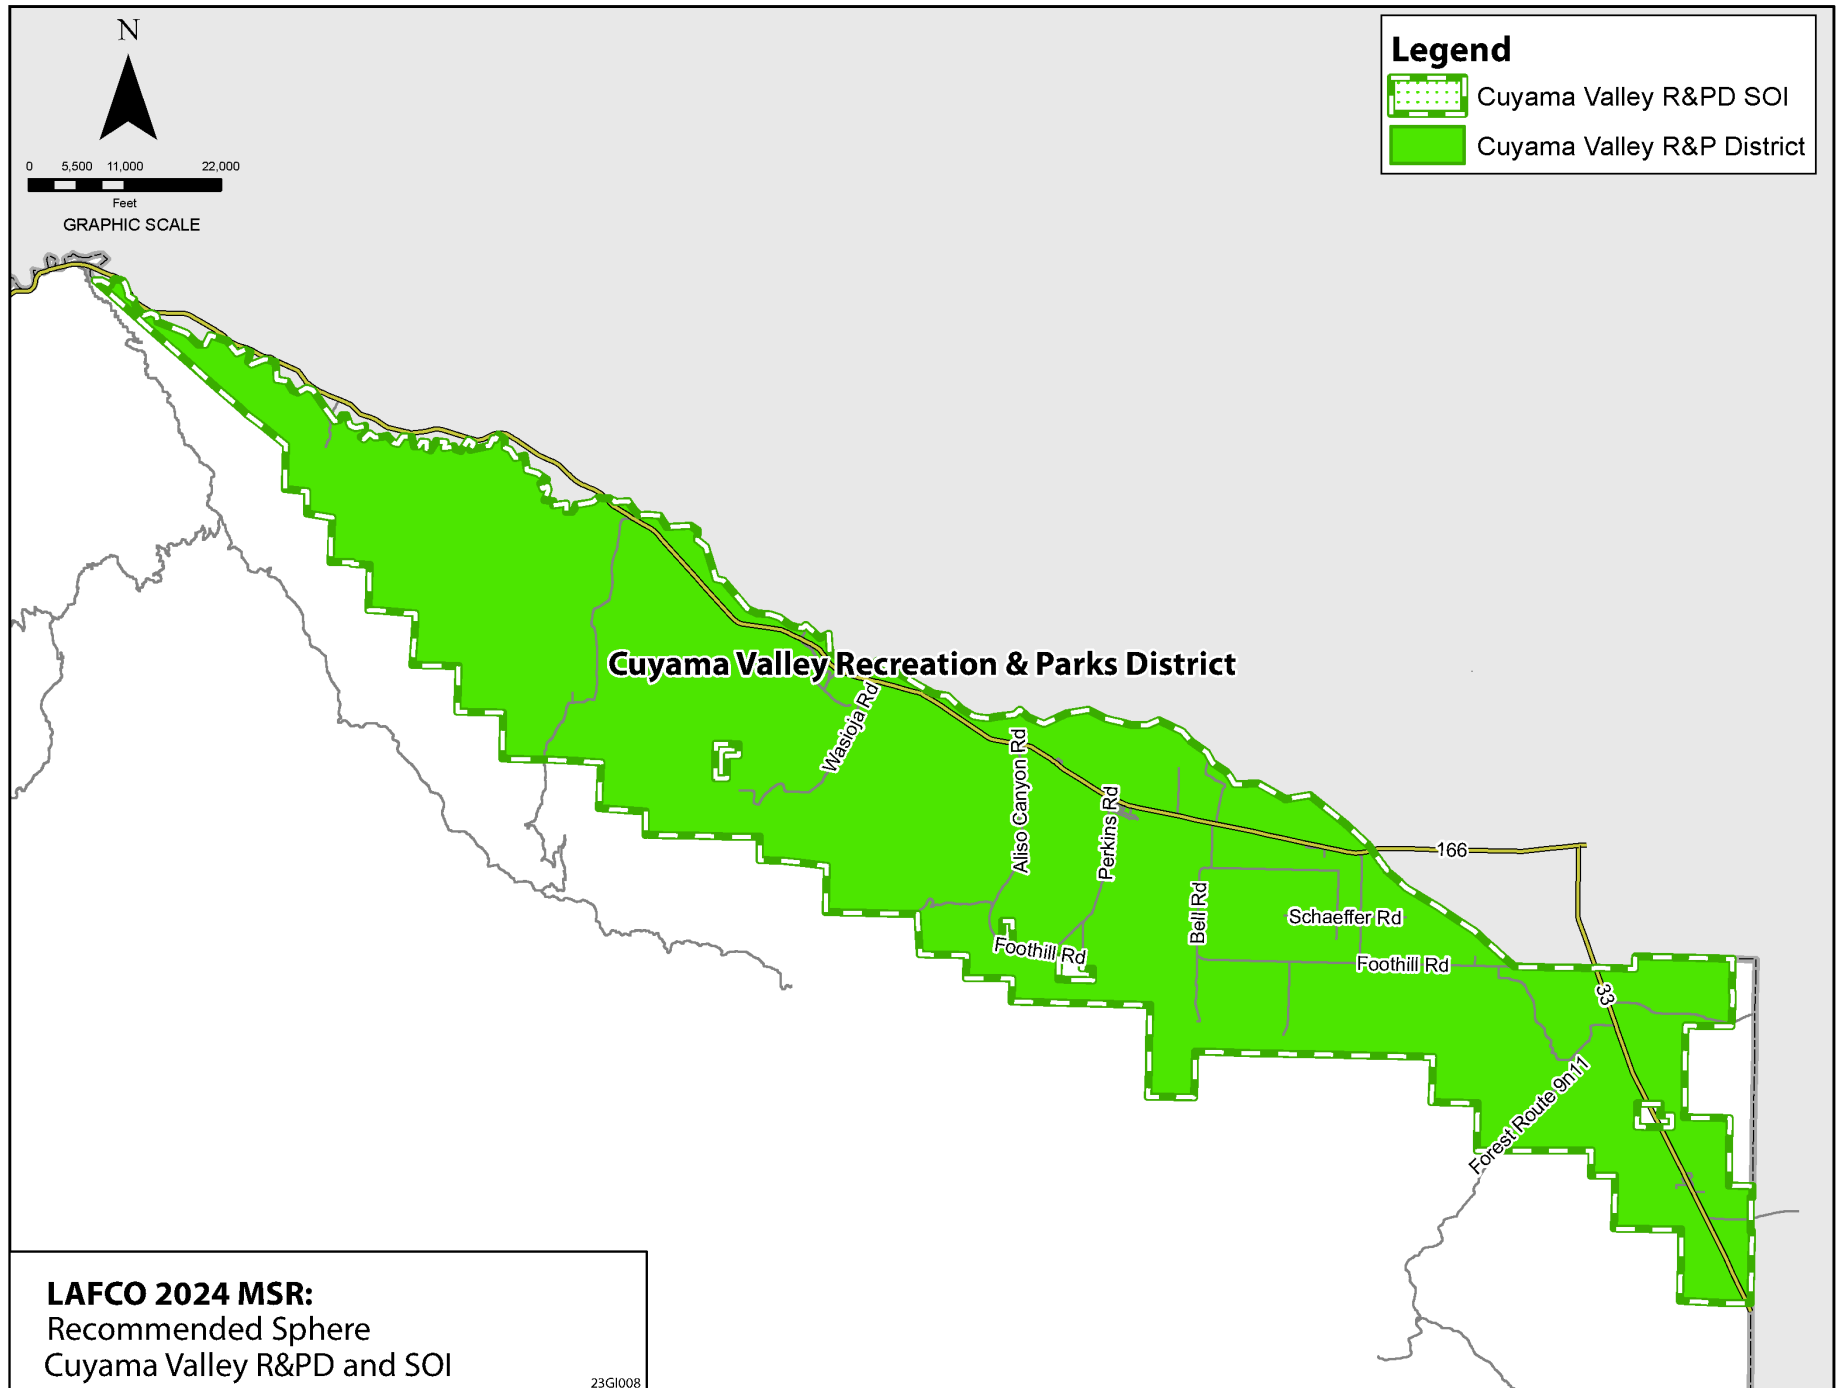 N
0 5,500 11,000 22,000
Feet
GRAPHIC SCALE
Legend
Cuyama Valley R&PD SOI
Cuyama Valley R&P District
Cuyama Valley Recreation & Parks District
Wasioja Rd
Aliso Canyon Rd
Perkins Rd
166
Bell Rd
Schaeffer Rd
Foothill Rd
Foothill Rd
33
Forest Route 9n11
LAFCO 2024 MSR:
Recommended Sphere
Cuyama Valley R&PD and SOI
23GI008